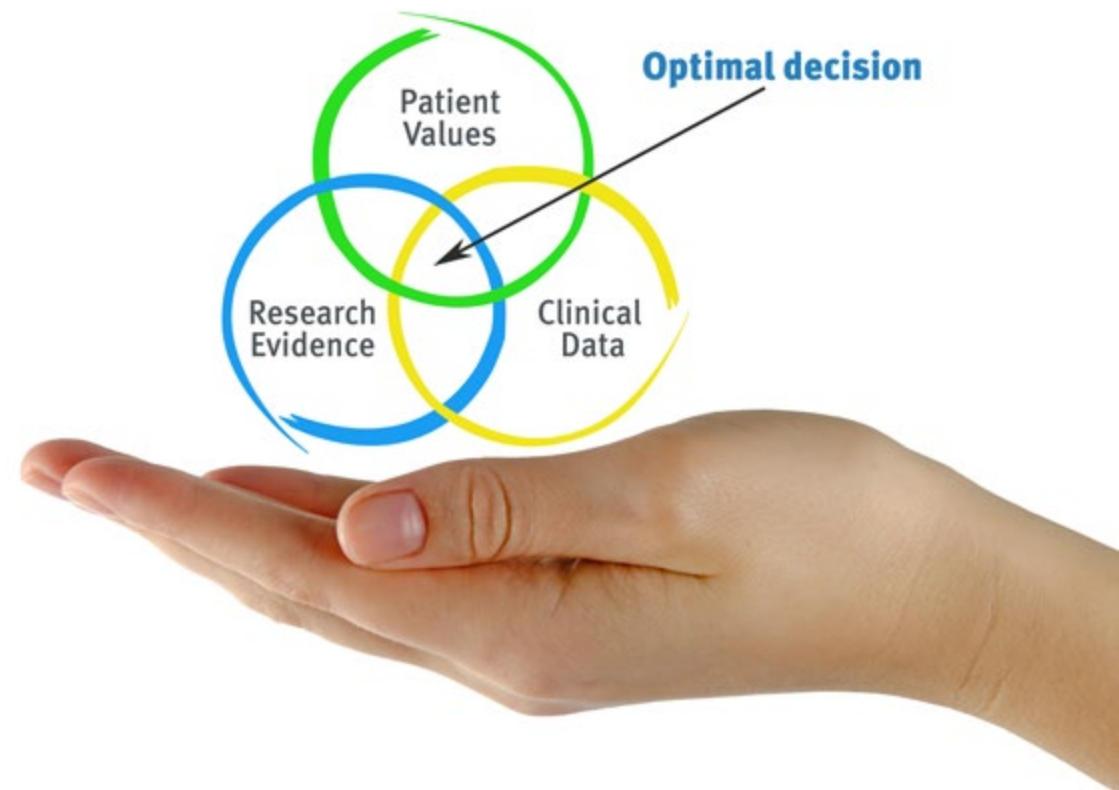 Optimal decision
Patient
Values
Research
Evidence
Clinical
Data